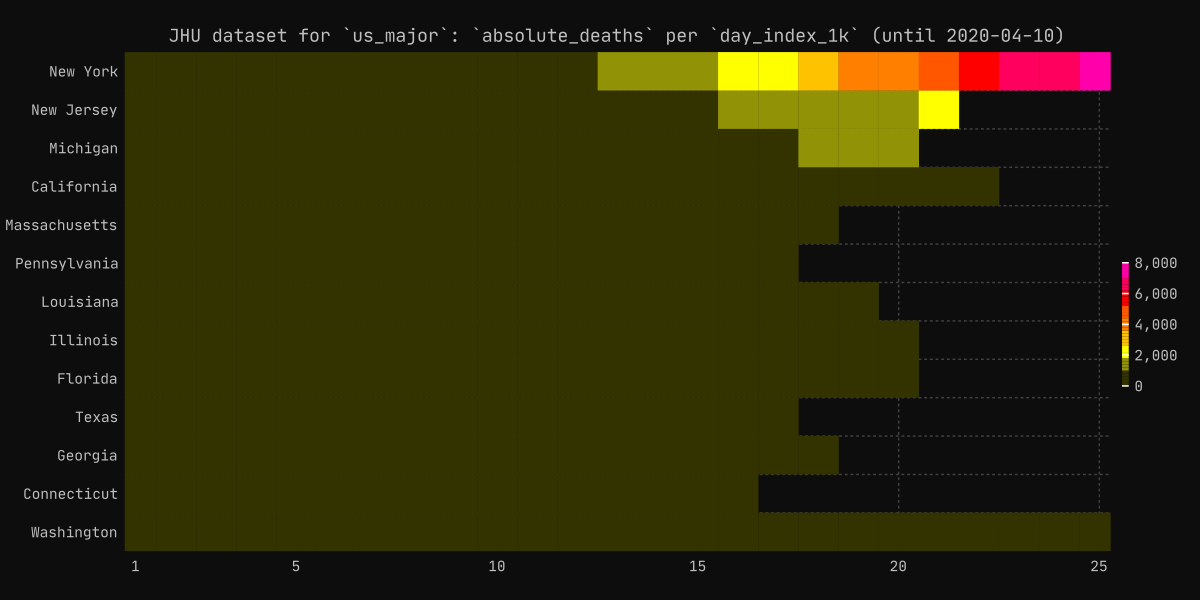 JHU dataset for `us_major`: `absolute_deaths` per `day_index_1k` (until 2020-04-10)
New York
New Jersey
Michigan
California
Massachusetts
Pennsylvania
Louisiana
Illinois
Florida
Texas
Georgia
Connecticut
Washington
1 5 10 15 20 25
8,000
6,000
4,000
2,000
0